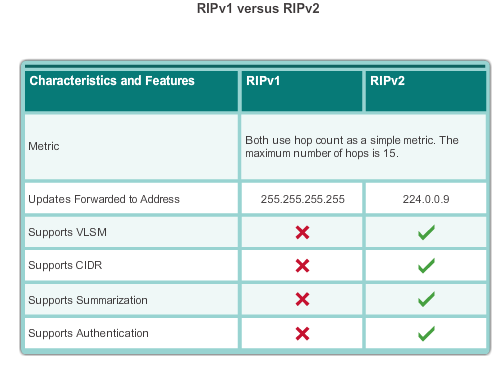 RIPv1 versus RIPv2
Characteristics and Features RIPv1 RIPv2
Metric
Both use hop count as a simple metric. The
maximum number of hops is 15.
Updates Forwarded to Address 255.255.255.255 224.0.0.9
Supports VLSM
Supports CIDR
Supports Summarization
Supports Authentication